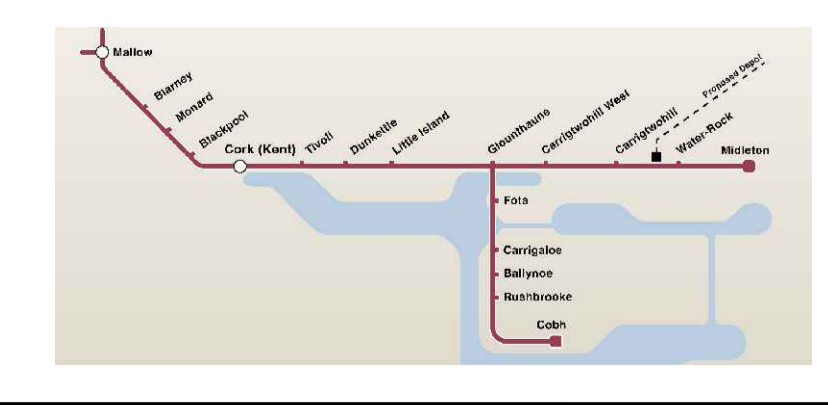 Mallow
Blarney
Monard
Blackpool
Cork (Kent)
Tivoli
Dunkettle
Little Island
Glounthaune
Carrigtwohill West
Carrigtwohill
Proposed Depot
Water-Rock
Midleton
Fota
Carrigaloe
Ballynoe
Rushbrooke
Cobh